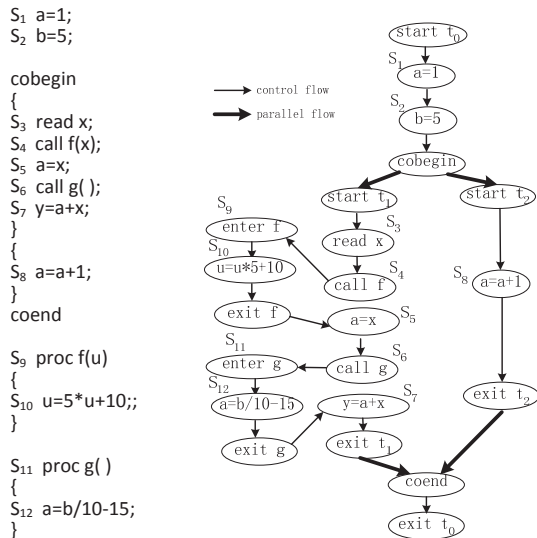 S₁ a=1;
S₂ b=5;
cobegin
{
S₃ read x;
S₄ call f(x);
S₅ a=x;
S₆ call g( );
S₇ y=a+x;
}
{
S₈ a=a+1;
}
coend
S₉ proc f(u)
{
S₁₀ u=5*u+10;;
}
S₁₁ proc g( )
{
S₁₂ a=b/10-15;
}
control flow
parallel flow
start t₀
S₁
a=1
S₂
b=5
cobegin
start t₁
start t₂
S₉
enter f
S₃
read x
S₁₀
u=u*5+10
S₄
call f
S₈
a=a+1
exit f
a=x
S₅
S₁₁
enter g
S₆
call g
S₁₂
a=b/10-15
y=a+x
S₇
exit t₂
exit g
exit t₁
coend
exit t₀